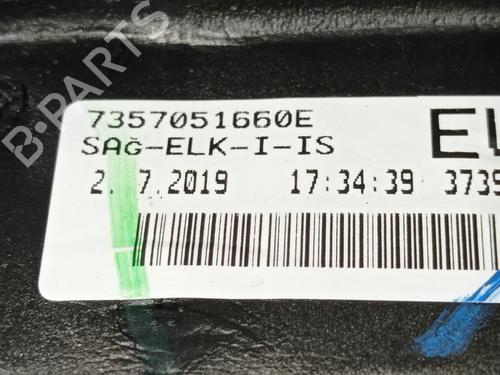 B-PARTS
7357051660E
SAğ-ELK-I-IS
EL
2. 7.2019 17:34:39 3739